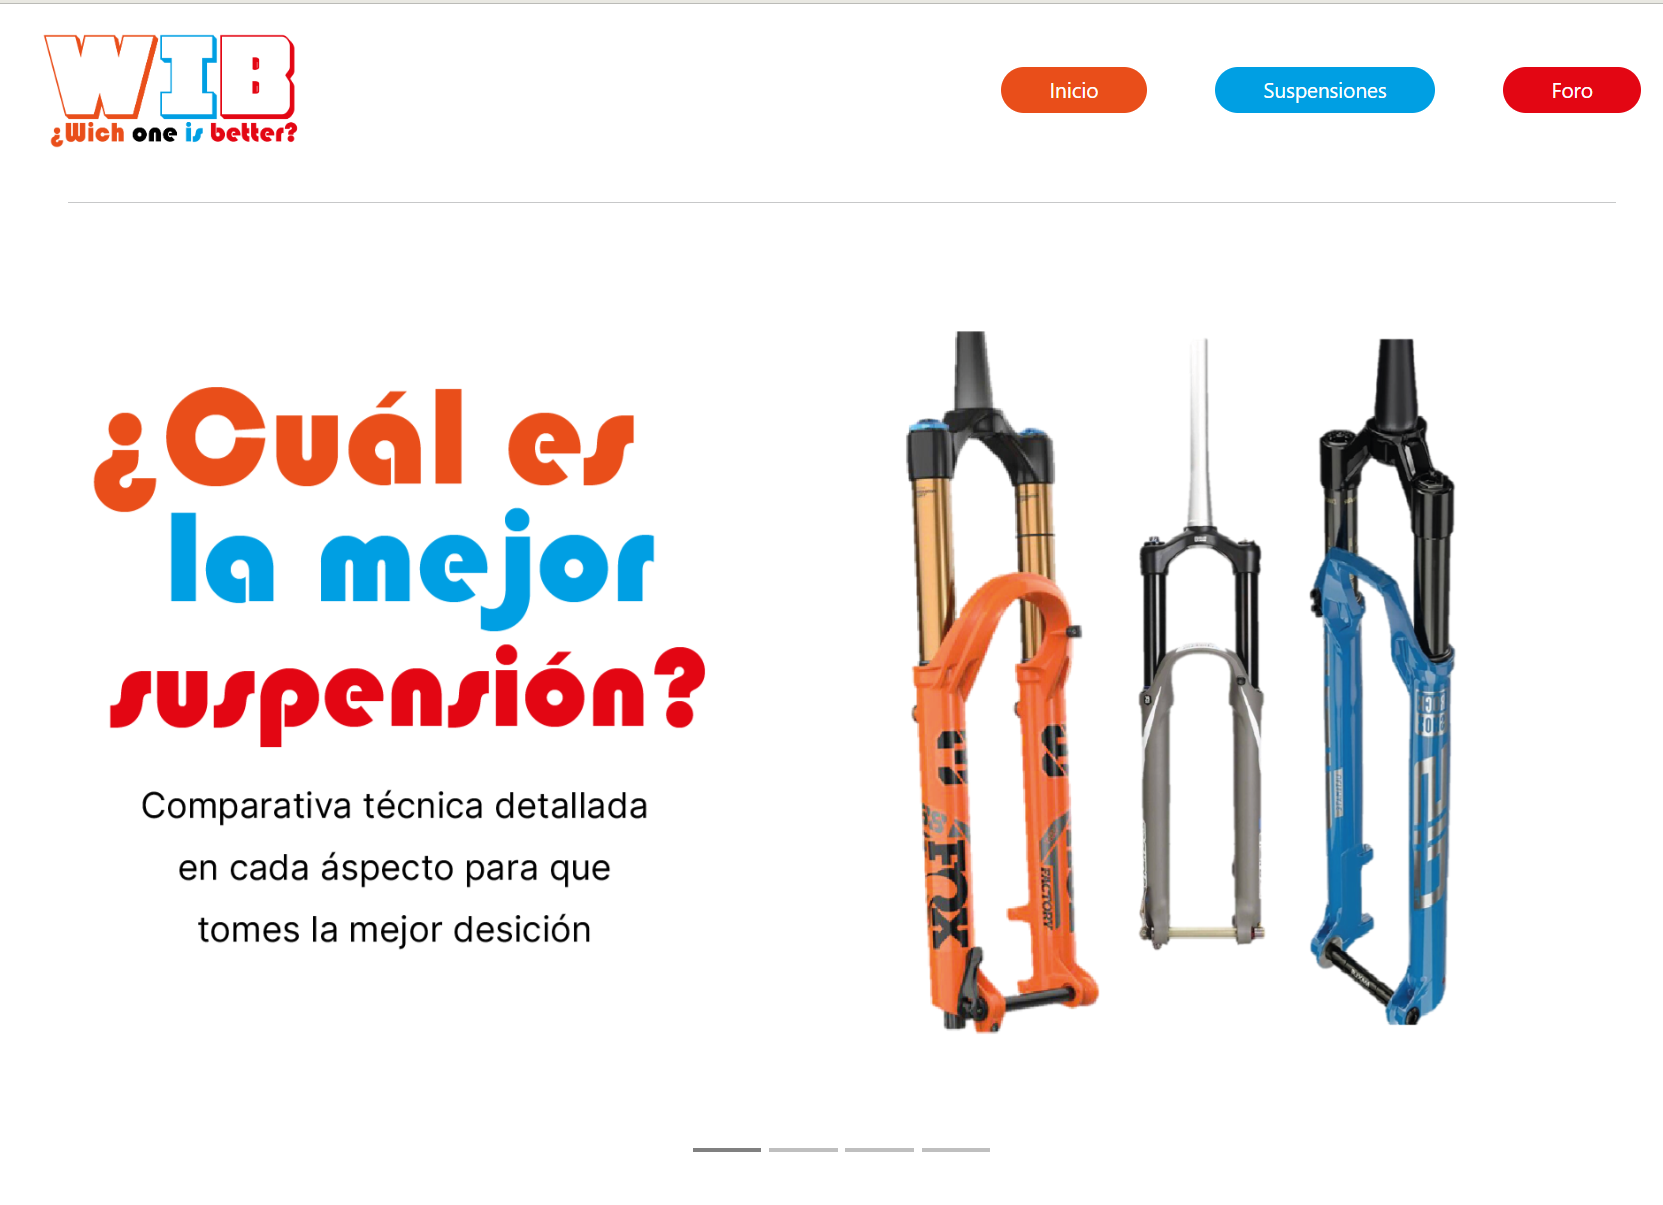 WIB
¿Wich one is better?
Inicio
Suspensiones
Foro
¿Cuál es
la mejor
suspensión?
Comparativa técnica detallada
en cada áspecto para que
tomes la mejor desición
FOX
FACTORY